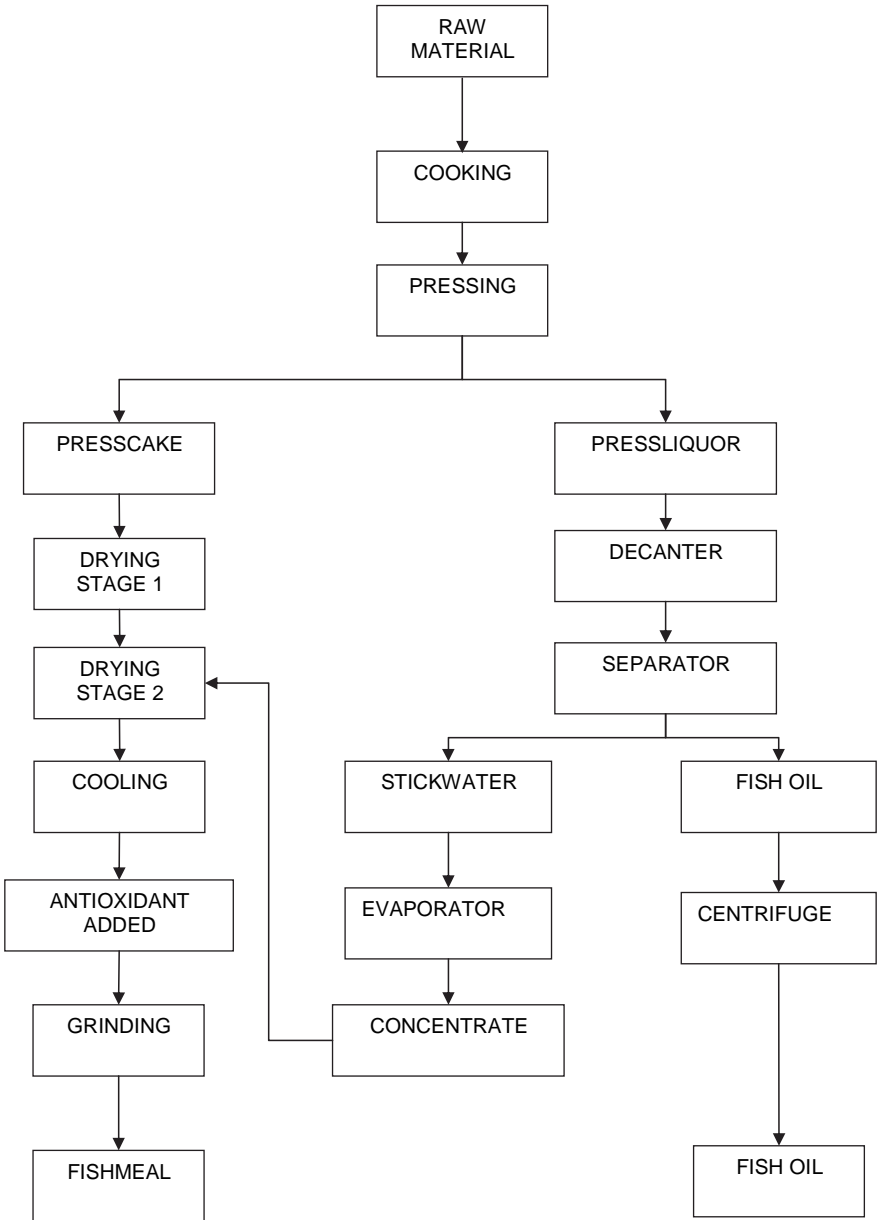 RAW
MATERIAL
COOKING
PRESSING
PRESSCAKE
PRESSLIQUOR
DRYING
STAGE 1
DECANTER
DRYING
STAGE 2
SEPARATOR
COOLING
STICKWATER
FISH OIL
ANTIOXIDANT
ADDED
EVAPORATOR
CENTRIFUGE
GRINDING
CONCENTRATE
FISHMEAL
FISH OIL